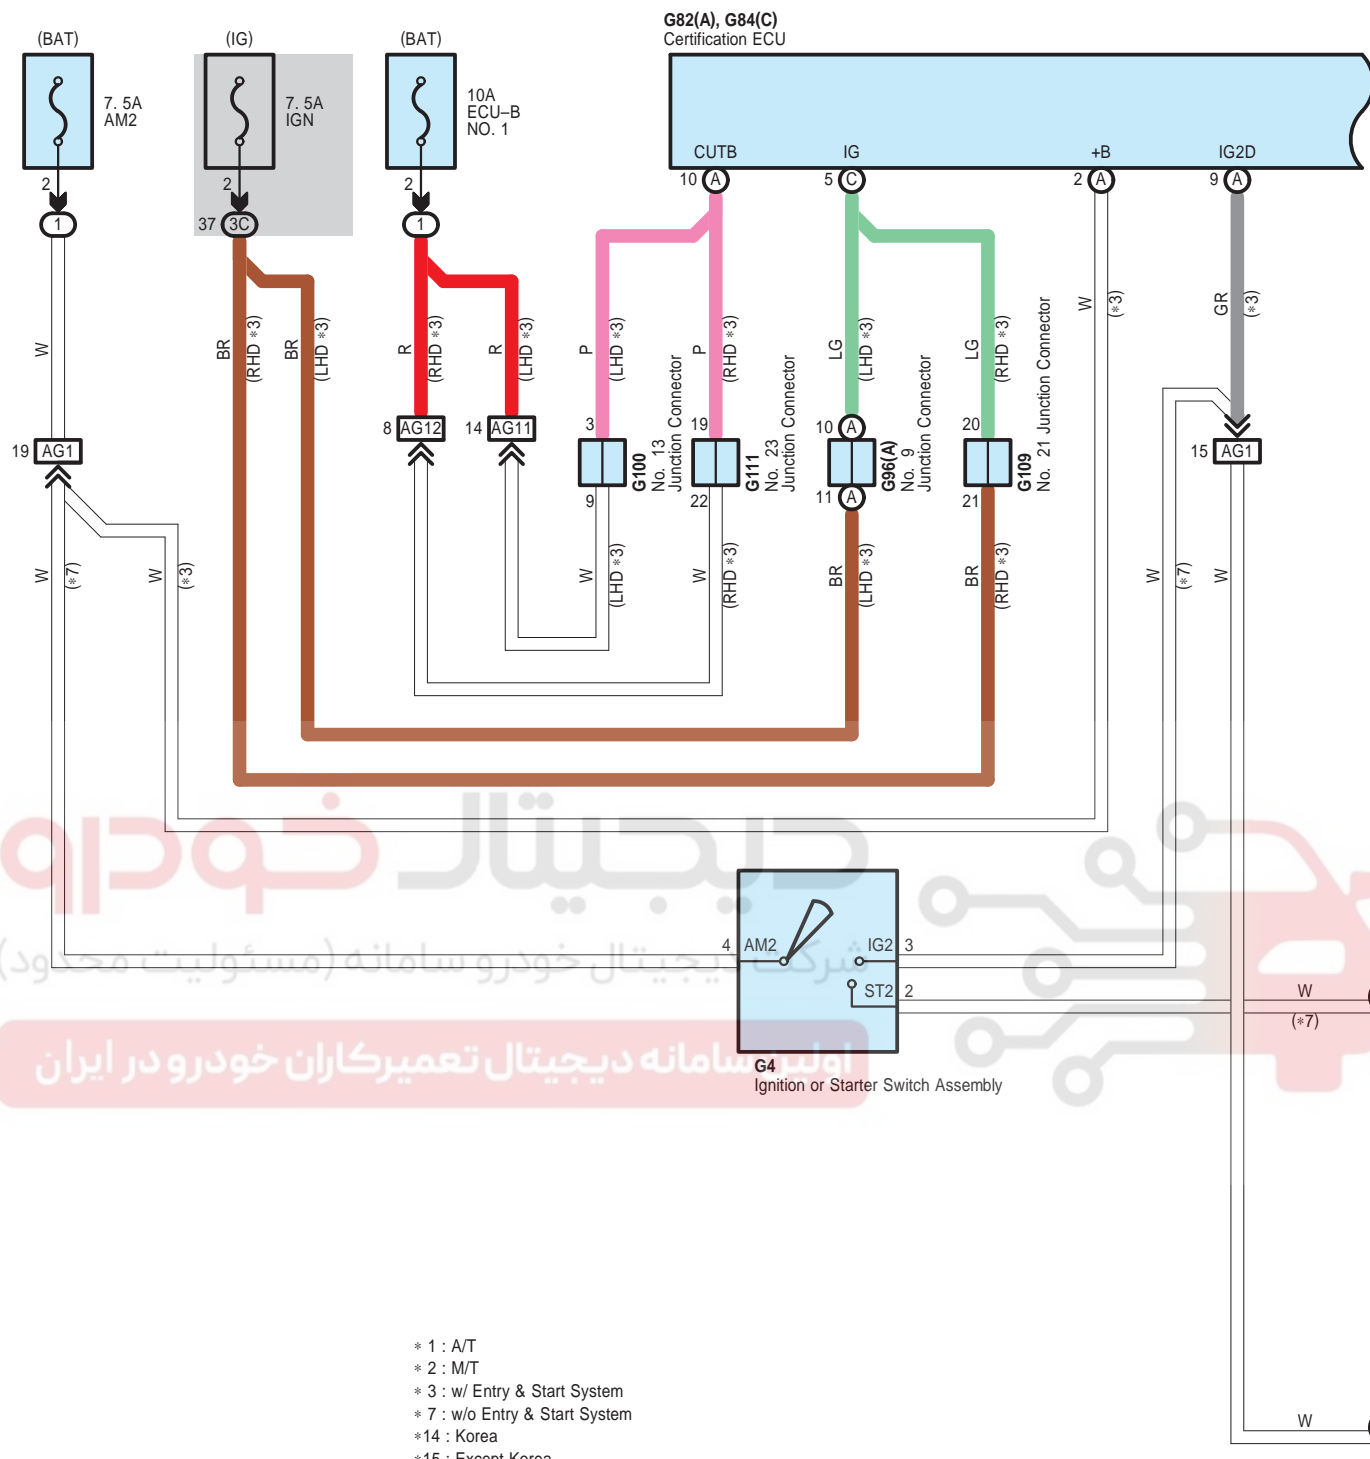 G82(A), G84(C)
Certification ECU
(BAT)
(IG)
(BAT)
7. 5A
AM2
7. 5A
IGN
10A
ECU–B
NO. 1
CUTB
IG
+B
IG2D
10 A
5 C
2 A
9 A
2
2
2
1
37 3C
1
W
BR
(RHD *3)
BR
(LHD *3)
R
(RHD *3)
R
(LHD *3)
P
(LHD *3)
P
(RHD *3)
LG
(LHD *3)
LG
(RHD *3)
W
(*3)
GR
(*3)
19 AG1
8 AG12
14 AG11
3
9
G100
No. 13
Junction Connector
19
22
G111
No. 23
Junction Connector
10 A
11 A
G96(A)
No. 9
Junction Connector
20
21
G109
No. 21 Junction Connector
15 AG1
W
(*7)
W
(*3)
W
(LHD *3)
W
(RHD *3)
BR
(LHD *3)
BR
(RHD *3)
W
(*7)
W
دیجیتال خودرو
شرکت دیجیتال خودرو سامانه (مسئولیت محدود)
اولین سامانه دیجیتال تعمیرکاران خودرو در ایران
4 AM2
IG2 3
ST2 2
W
(*7)
G4
Ignition or Starter Switch Assembly
* 1 : A/T
* 2 : M/T
* 3 : w/ Entry & Start System
* 7 : w/o Entry & Start System
*14 : Korea
*15 : Except Korea
W